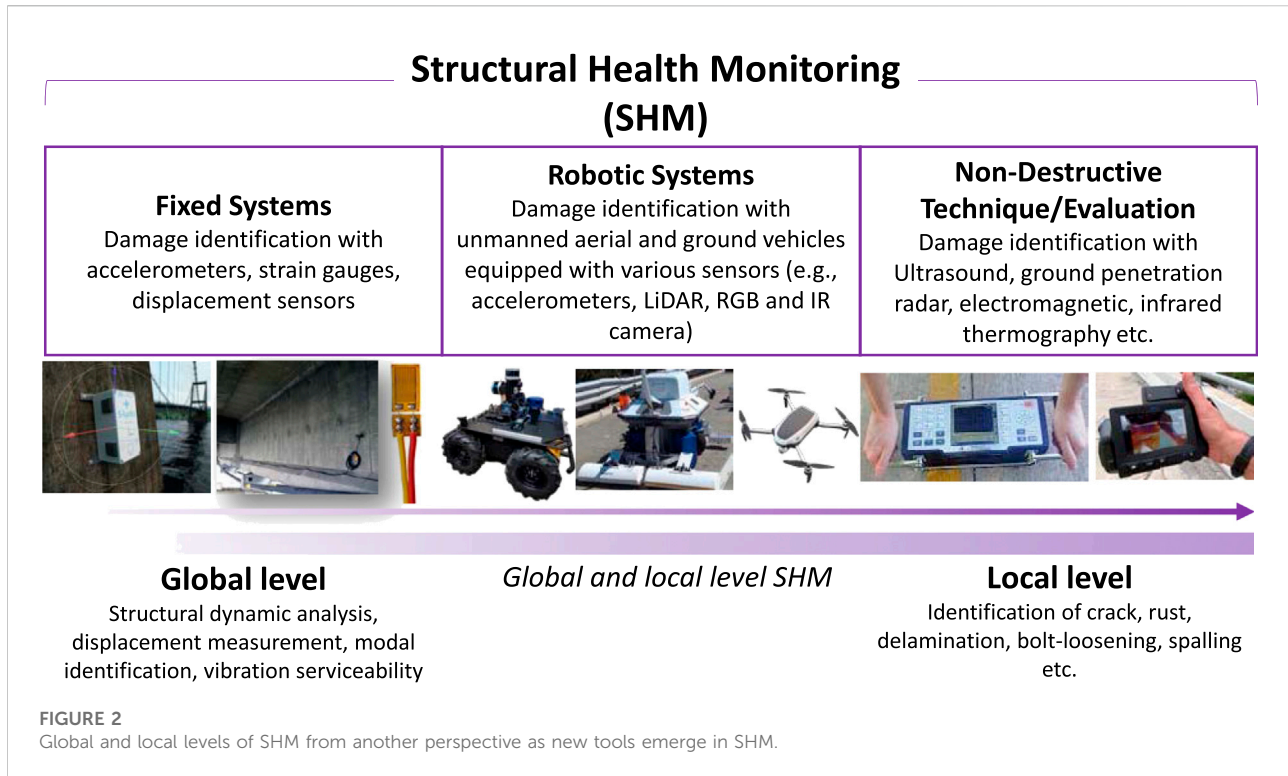 Structural Health Monitoring
(SHM)
Fixed Systems
Damage identification with
accelerometers, strain gauges,
displacement sensors
Robotic Systems
Damage identification with
unmanned aerial and ground vehicles
equipped with various sensors (e.g.,
accelerometers, LiDAR, RGB and IR
camera)
Non-Destructive
Technique/Evaluation
Damage identification with
Ultrasound, ground penetration
radar, electromagnetic, infrared
thermography etc.
Global level
Structural dynamic analysis,
displacement measurement, modal
identification, vibration serviceability
Global and local level SHM
Local level
Identification of crack, rust,
delamination, bolt-loosening, spalling
etc.
FIGURE 2
Global and local levels of SHM from another perspective as new tools emerge in SHM.